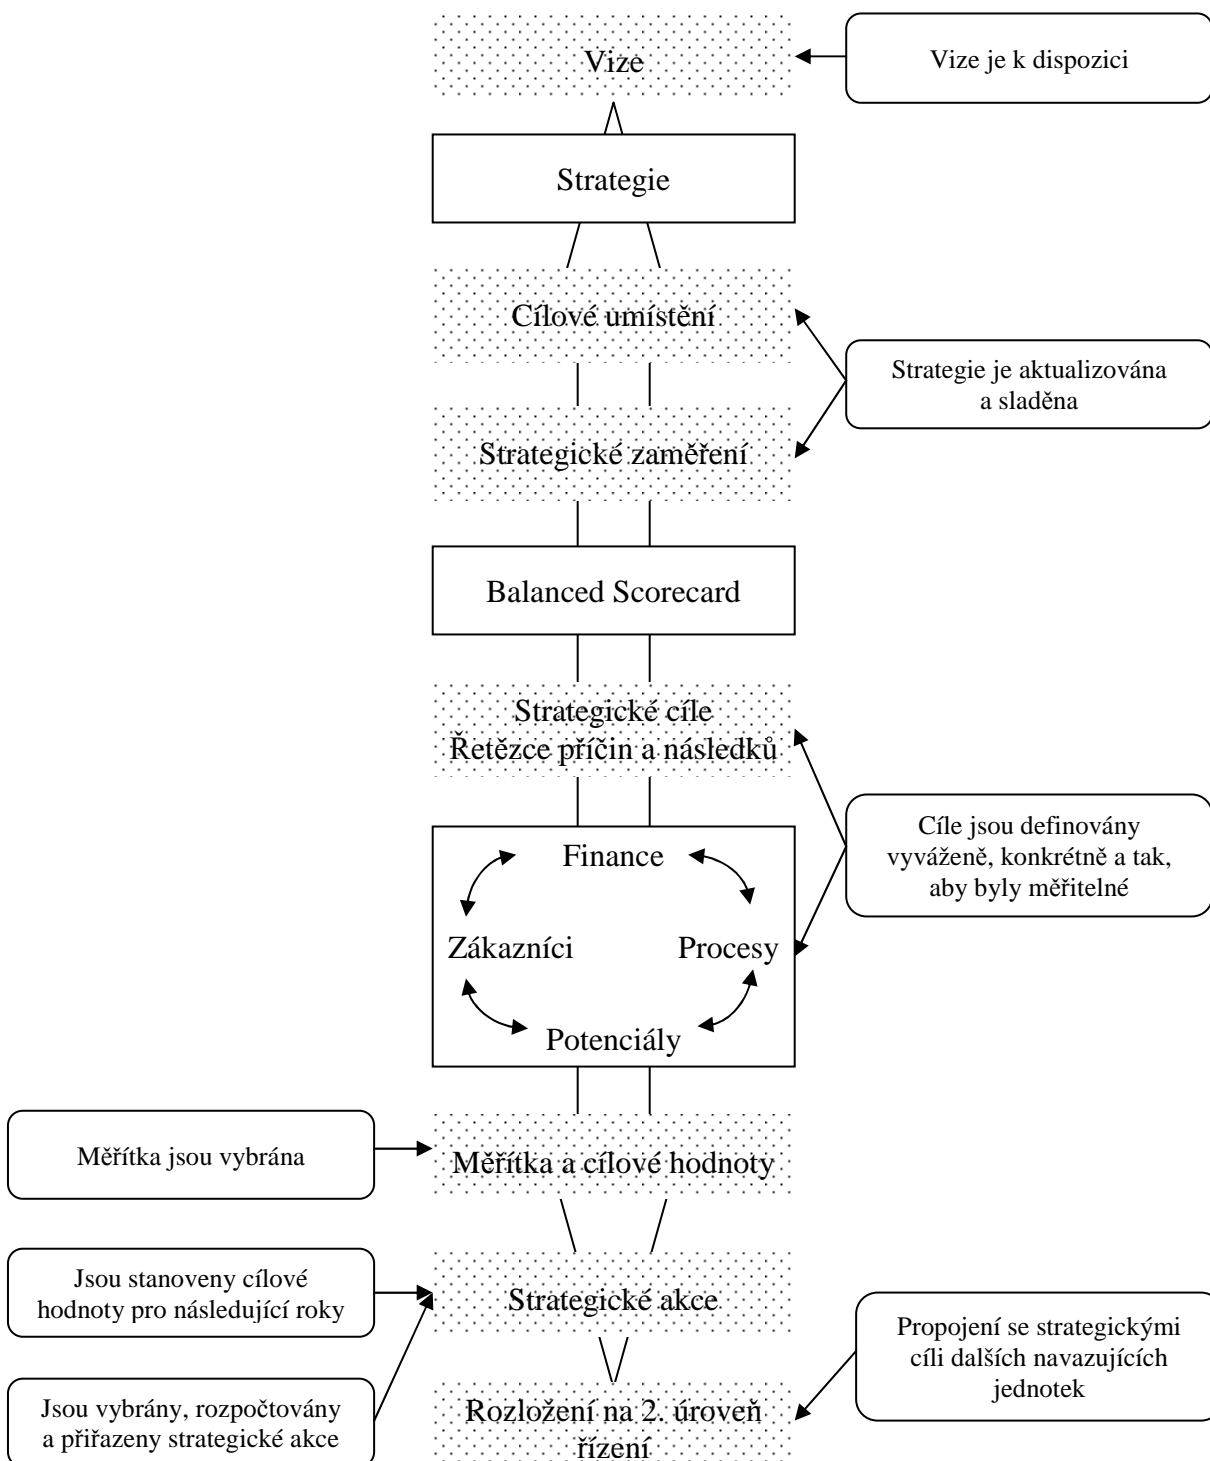 Vize
Vize je k dispozici
Strategie
Cílové umístění
Strategie je aktualizována
a sladěna
Strategické zaměření
Balanced Scorecard
Strategické cíle
Řetězce příčin a následků
Cíle jsou definovány
vyváženě, konkrétně a tak,
aby byly měřitelné
Finance
Zákazníci
Procesy
Potenciály
Měřítka jsou vybrána
Měřítka a cílové hodnoty
Jsou stanoveny cílové
hodnoty pro následující roky
Strategické akce
Propojení se strategickými
cíli dalších navazujících
jednotek
Jsou vybrány, rozpočtovány
a přiřazeny strategické akce
Rozložení na 2. úroveň
řízení